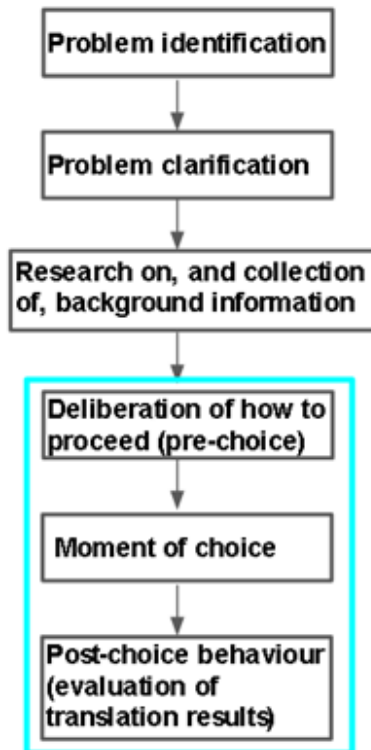 Problem identification
Problem clarification
Research on, and collection
of, background information
Deliberation of how to
proceed (pre-choice)
Moment of choice
Post-choice behaviour
(evaluation of
translation results)